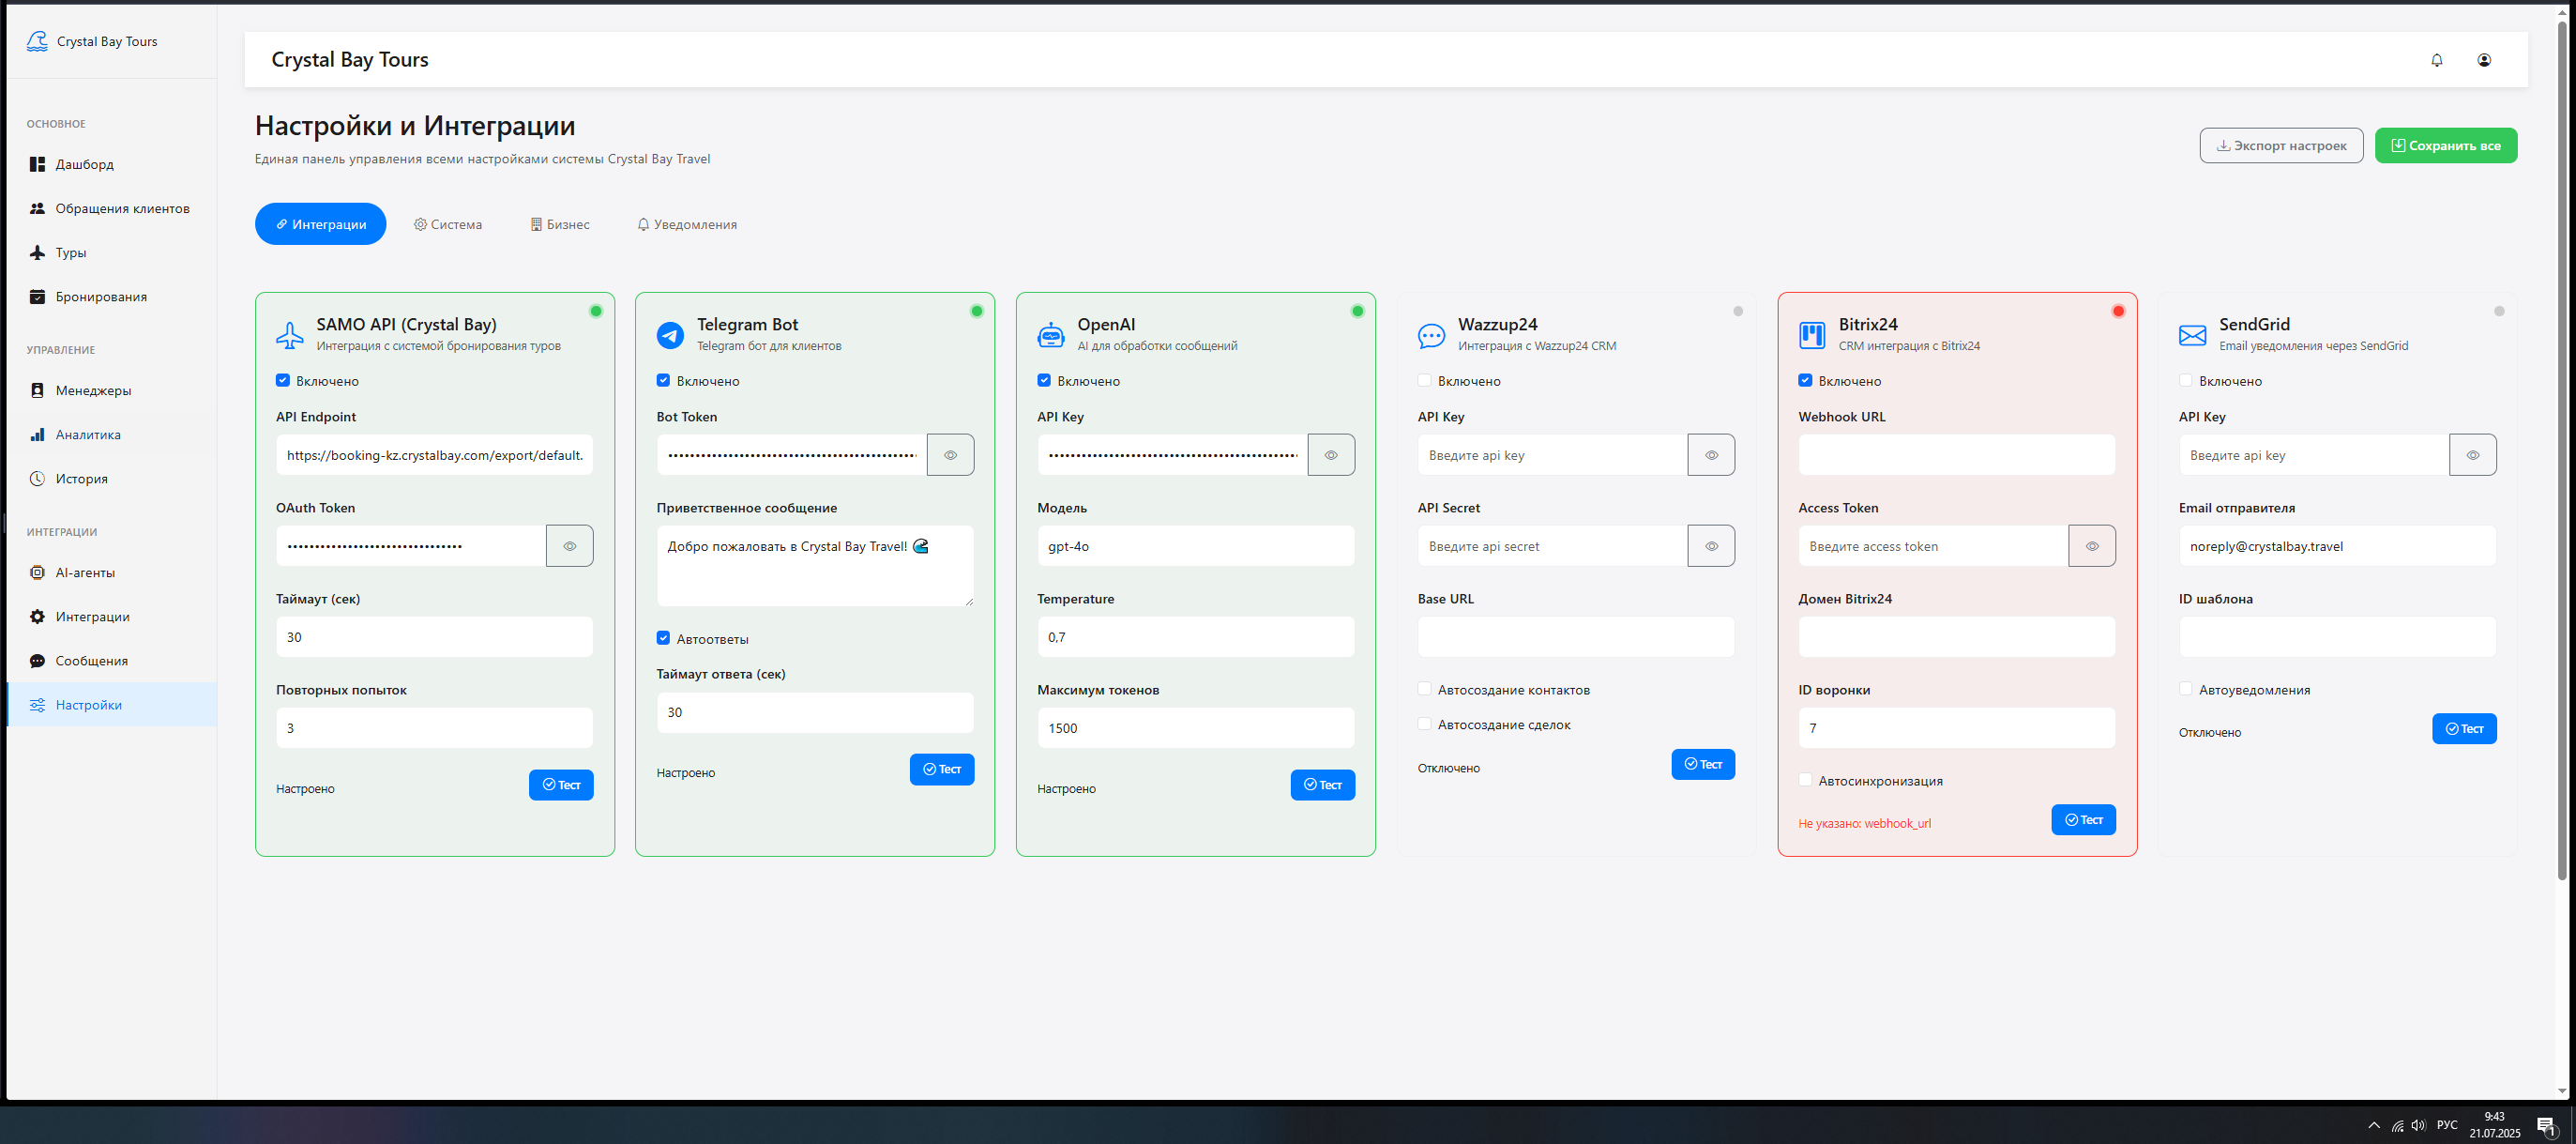 Crystal Bay Tours
ОСНОВНОЕ
Дашборд
Обращения клиентов
Туры
Бронирования
УПРАВЛЕНИЕ
Менеджеры
Аналитика
История
ИНТЕГРАЦИИ
AI-агенты
Интеграции
Сообщения
Настройки
Crystal Bay Tours
Настройки и Интеграции
Единая панель управления всеми настройками системы Crystal Bay Travel
Экспорт настроек
Сохранить все
Интеграции
Система
Бизнес
Уведомления
SAMO API (Crystal Bay)
Интеграция с системой бронирования туров
Включено
API Endpoint
https://booking-kz.crystalbay.com/export/default.
OAuth Token
••••••••••••••••••••••••••••••••
Таймаут (сек)
30
Повторных попыток
3
Настроено
Тест
Telegram Bot
Telegram бот для клиентов
Включено
Bot Token
••••••••••••••••••••••••••••••••••••••••••••••
Приветственное сообщение
Добро пожаловать в Crystal Bay Travel! 🌊
Автоответы
Таймаут ответа (сек)
30
Настроено
Тест
OpenAI
AI для обработки сообщений
Включено
API Key
••••••••••••••••••••••••••••••••••••••••••••••
Модель
gpt-4o
Temperature
0,7
Максимум токенов
1500
Настроено
Тест
Wazzup24
Интеграция с Wazzup24 CRM
Включено
API Key
Введите api key
API Secret
Введите api secret
Base URL
Автосоздание контактов
Автосоздание сделок
Отключено
Тест
Bitrix24
CRM интеграция с Bitrix24
Включено
Webhook URL
Access Token
Введите access token
Домен Bitrix24
ID воронки
7
Автосинхронизация
Не указано: webhook_url
Тест
SendGrid
Email уведомления через SendGrid
Включено
API Key
Введите api key
Email отправителя
noreply@crystalbay.travel
ID шаблона
Автоуведомления
Отключено
Тест
РУС
9:43
21.07.2025
1